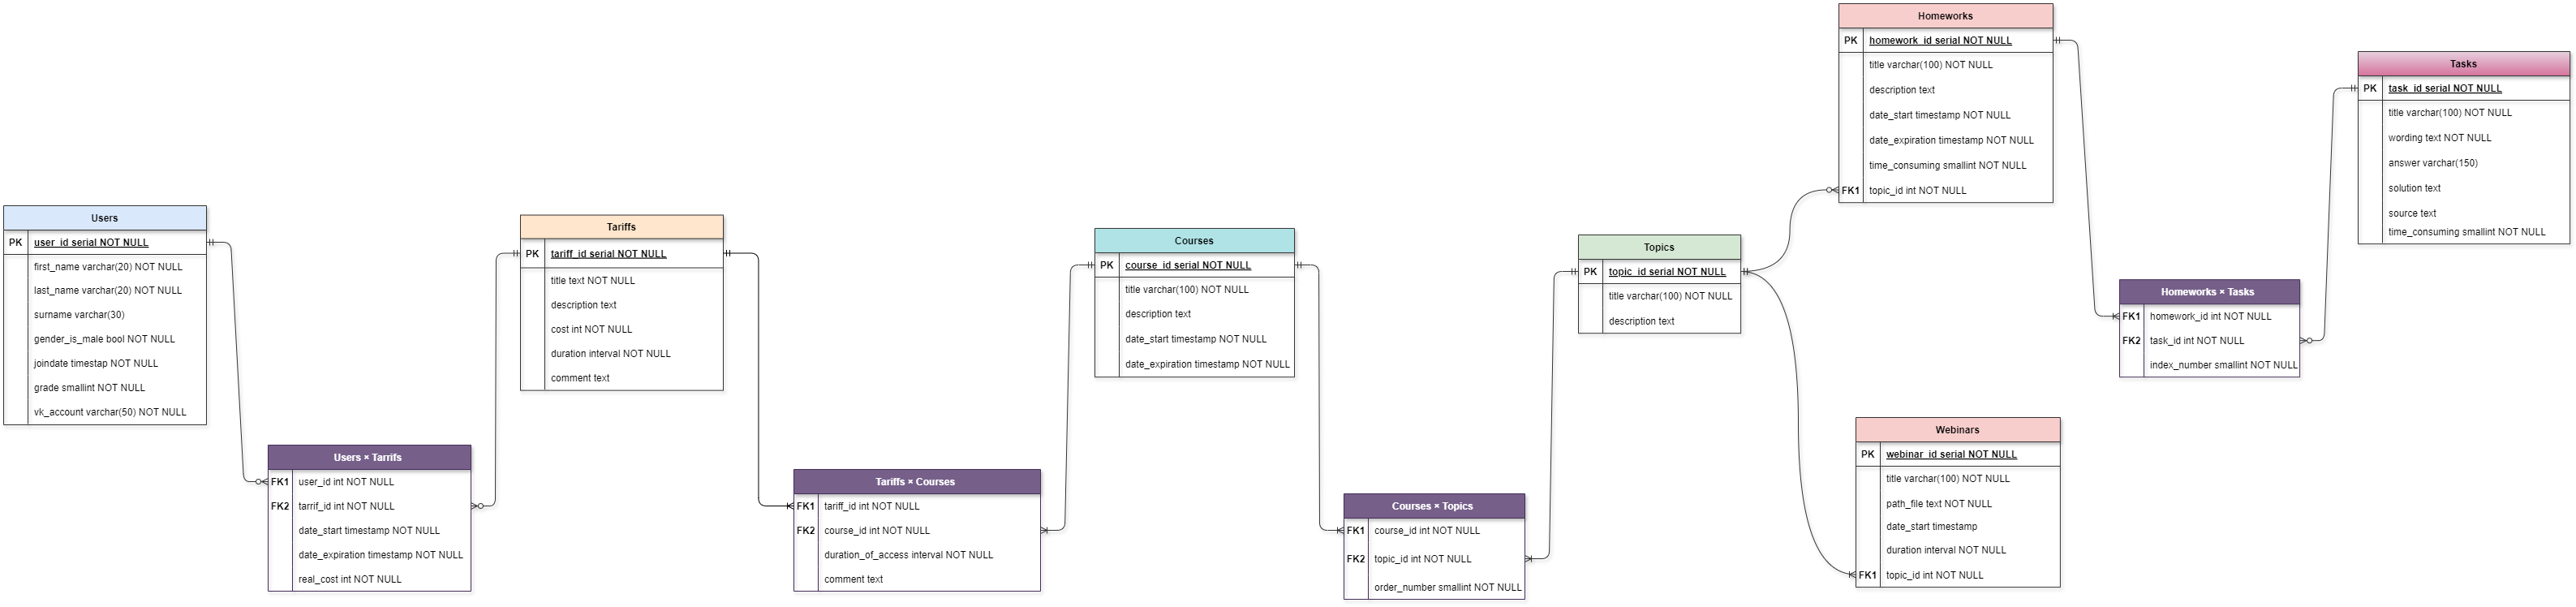 Users
PK user_id serial NOT NULL
first_name varchar(20) NOT NULL
last_name varchar(20) NOT NULL
surname varchar(30)
gender_is_male bool NOT NULL
joindate timestap NOT NULL
grade smallint NOT NULL
vk_account varchar(50) NOT NULL
Users × Tarrifs
FK1 user_id int NOT NULL
FK2 tarrif_id int NOT NULL
date_start timestamp NOT NULL
date_expiration timestamp NOT NULL
real_cost int NOT NULL
Tariffs
PK tariff_id serial NOT NULL
title text NOT NULL
description text
cost int NOT NULL
duration interval NOT NULL
comment text
Tariffs × Courses
FK1 tariff_id int NOT NULL
FK2 course_id int NOT NULL
duration_of_access interval NOT NULL
comment text
Courses
PK course_id serial NOT NULL
title varchar(100) NOT NULL
description text
date_start timestamp NOT NULL
date_expiration timestamp NOT NULL
Courses × Topics
FK1 course_id int NOT NULL
FK2 topic_id int NOT NULL
order_number smallint NOT NULL
Topics
PK topic_id serial NOT NULL
title varchar(100) NOT NULL
description text
Homeworks
PK homework_id serial NOT NULL
title varchar(100) NOT NULL
description text
date_start timestamp NOT NULL
date_expiration timestamp NOT NULL
time_consuming smallint NOT NULL
FK1 topic_id int NOT NULL
Webinars
PK webinar_id serial NOT NULL
title varchar(100) NOT NULL
path_file text NOT NULL
date_start timestamp
duration interval NOT NULL
FK1 topic_id int NOT NULL
Homeworks × Tasks
FK1 homework_id int NOT NULL
FK2 task_id int NOT NULL
index_number smallint NOT NULL
Tasks
PK task_id serial NOT NULL
title varchar(100) NOT NULL
wording text NOT NULL
answer varchar(150)
solution text
source text
time_consuming smallint NOT NULL